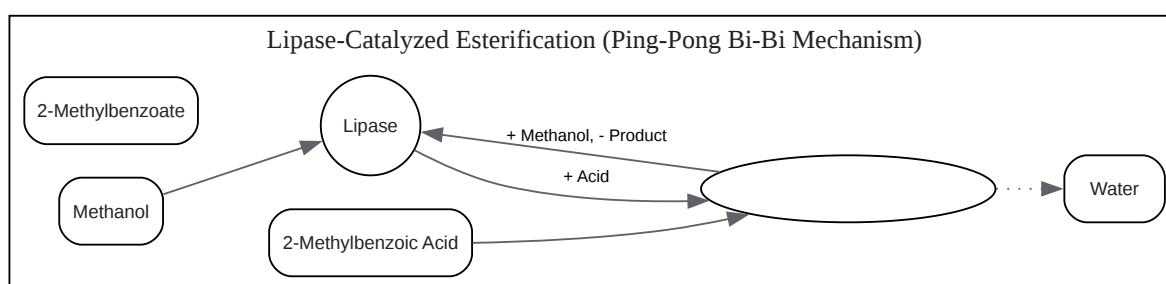 Lipase-Catalyzed Esterification (Ping-Pong Bi-Bi Mechanism)
2-Methylbenzoate
Lipase
+ Methanol, - Product
+ Acid
Methanol
Water
2-Methylbenzoic Acid